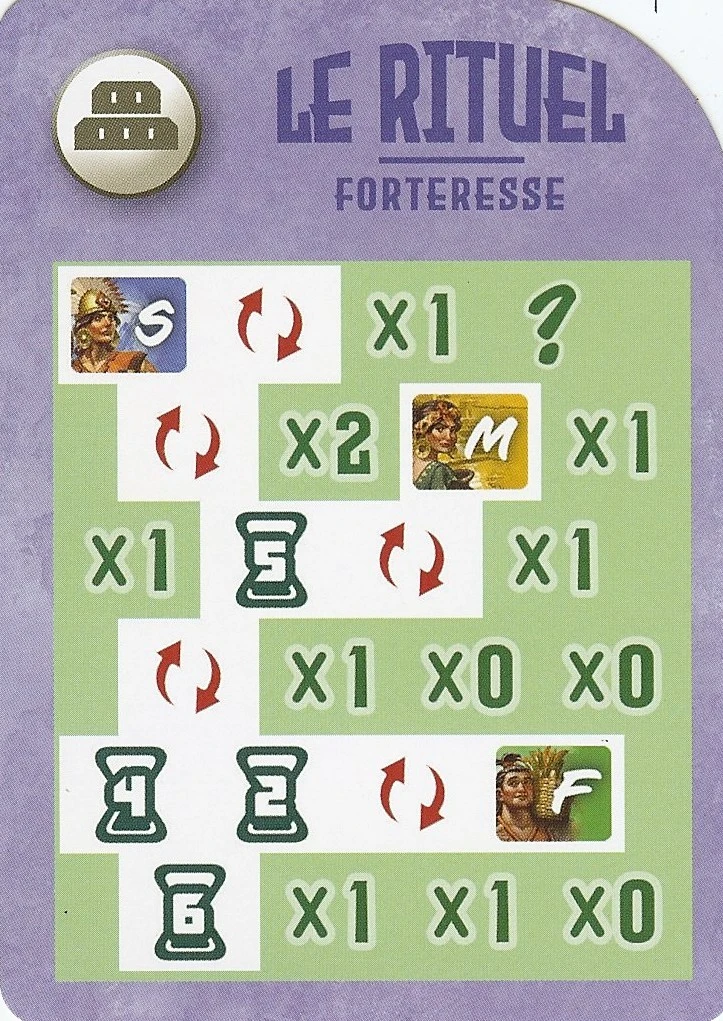 LE RITUEL
FORTERESSE
S x1 ?
x2 M x1
x1 5 x1
x1 x0 x0
4 2 F
6 x1 x1 x0